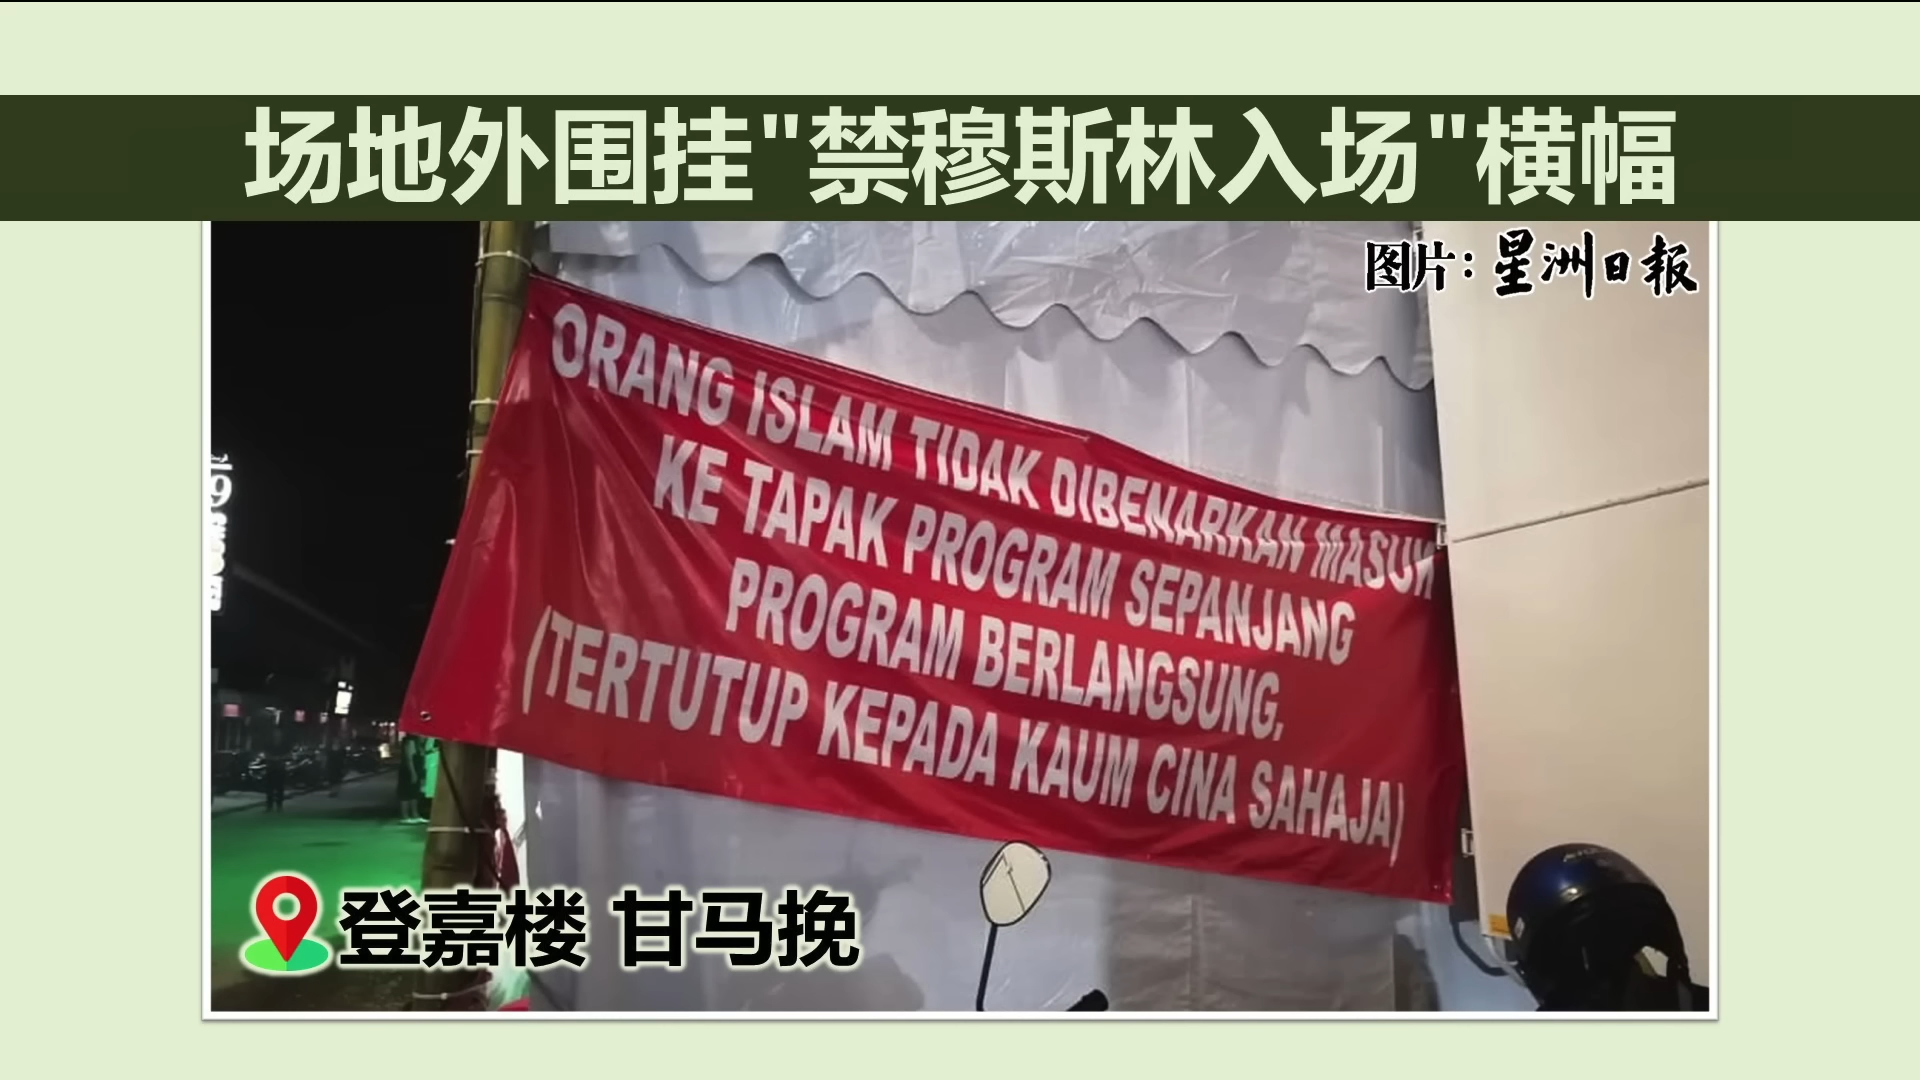 场地外围挂"禁穆斯林入场"横幅
图片：星洲日报
ORANG ISLAM TIDAK DIBENARKAN MASUK
KE TAPAK PROGRAM SEPANJANG
PROGRAM BERLANGSUNG.
(TERTUTUP KEPADA KAUM CINA SAHAJA)
登嘉楼 甘马挽